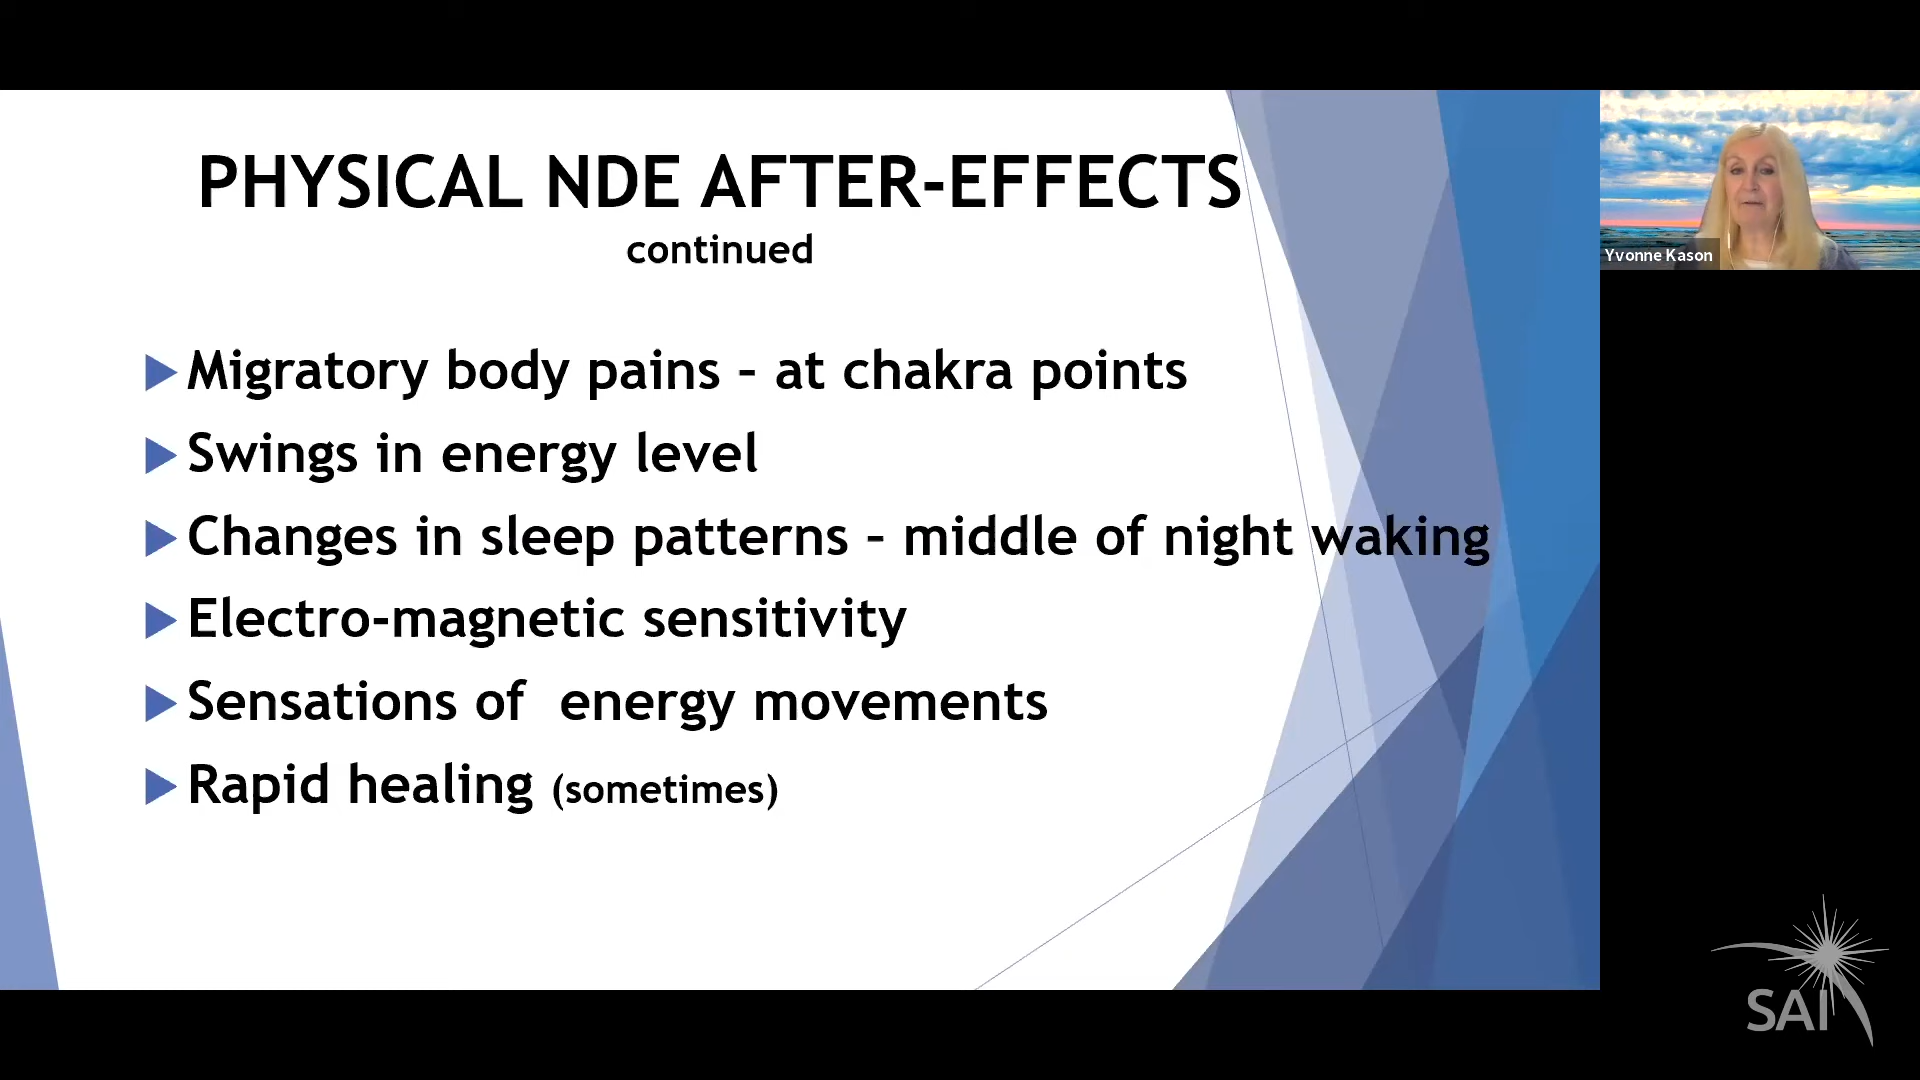 PHYSICAL NDE AFTER-EFFECTS
continued
Migratory body pains – at chakra points
Swings in energy level
Changes in sleep patterns – middle of night waking
Electro-magnetic sensitivity
Sensations of  energy movements
Rapid healing (sometimes)
Yvonne Kason
SAI